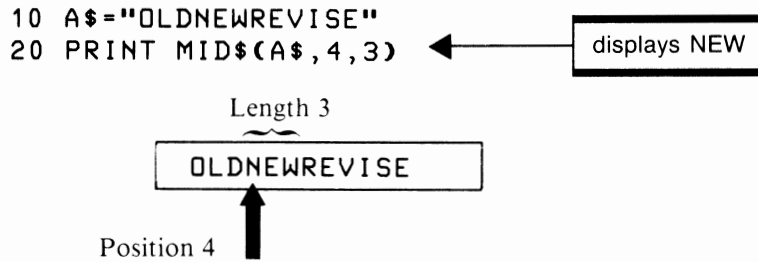 10 A$="OLDNEWREVISE"
20 PRINT MID$(A$,4,3)
displays NEW
Length 3
OLDNEWREVISE
Position 4